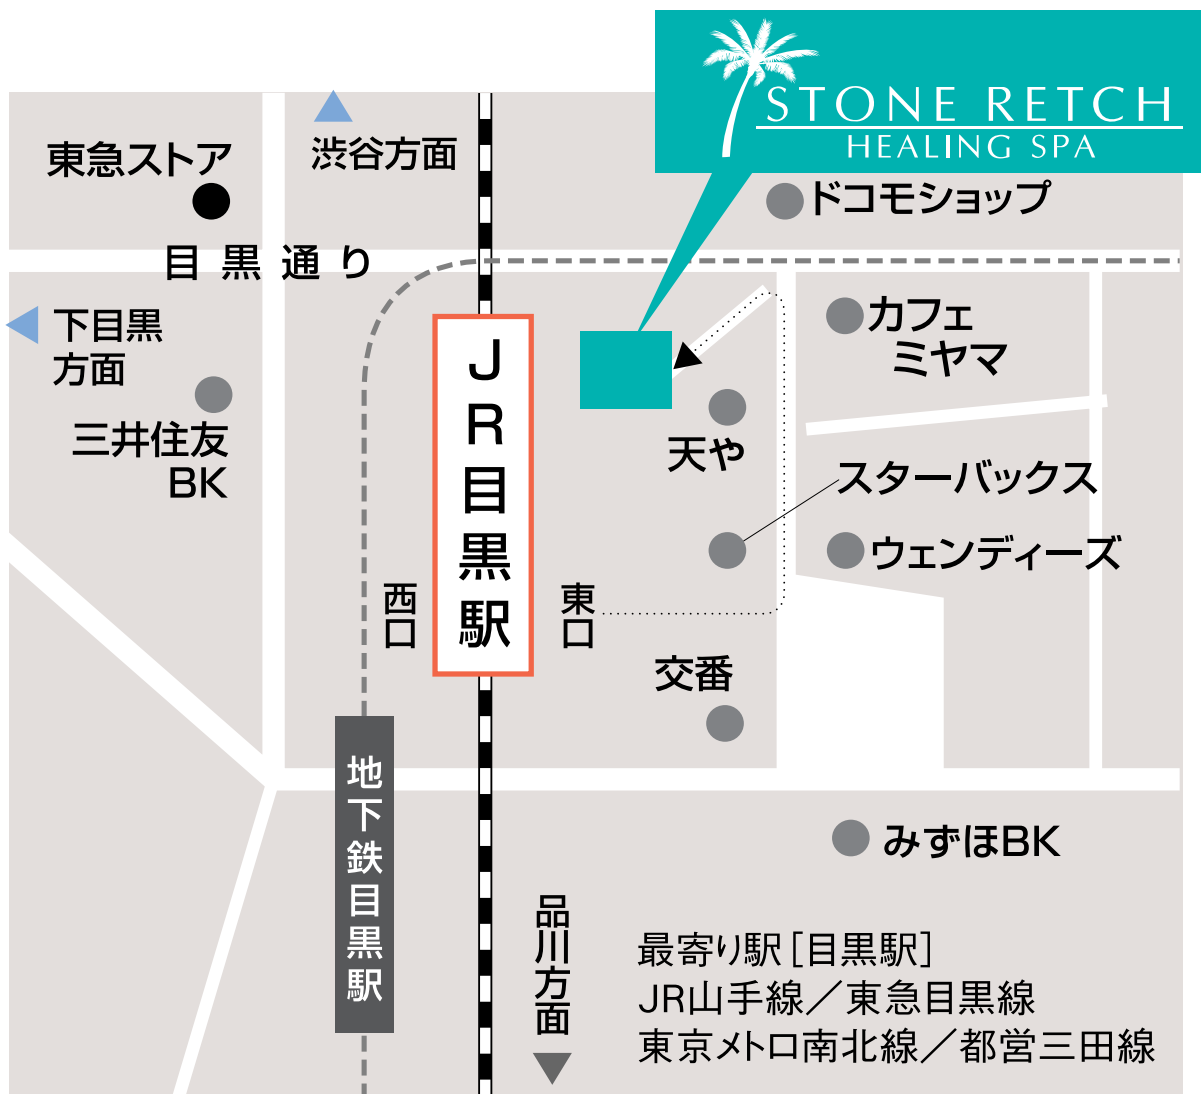 STONE RETCH
HEALING SPA
東急ストア
渋谷方面
ドコモショップ
目黒通り
下目黒
方面
カフェ
ミヤマ
三井住友
BK
JR目黒駅
天や
スターバックス
ウェンディーズ
西口
東口
交番
地下鉄目黒駅
みずほBK
品川方面
最寄り駅[目黒駅]
JR山手線/東急目黒線
東京メトロ南北線/都営三田線